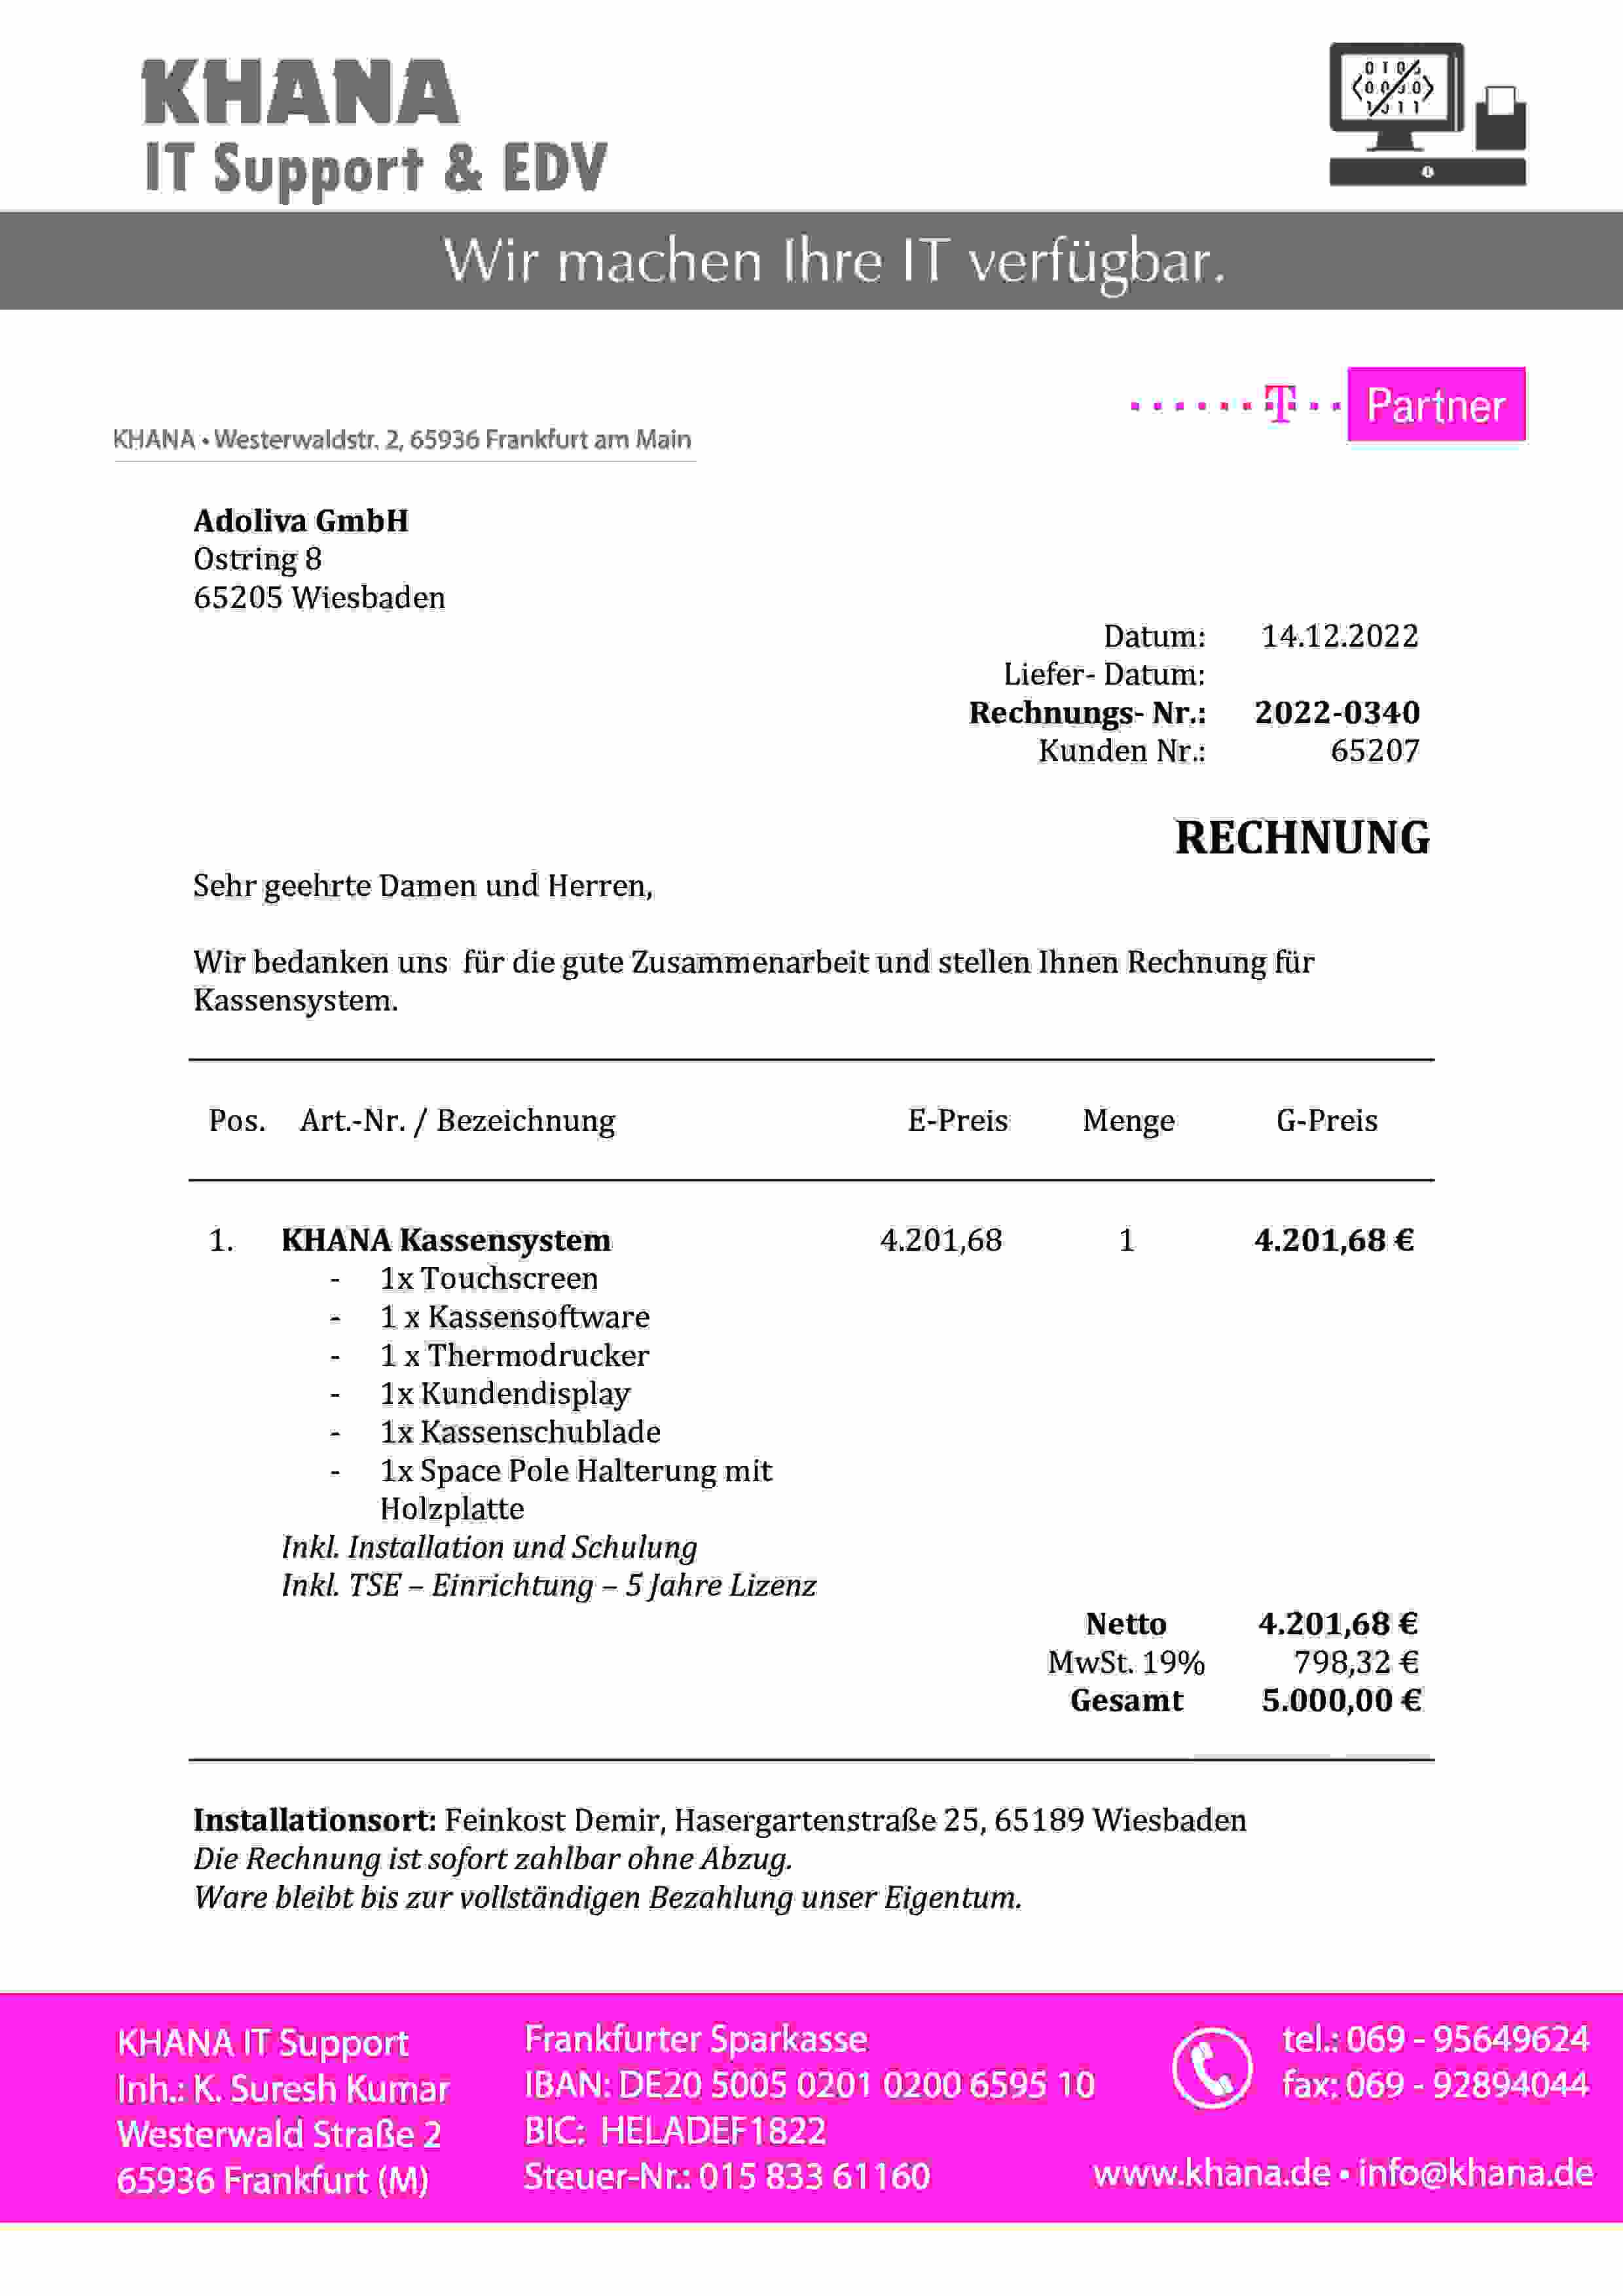 KHANA
IT Support & EDV
Wir machen Ihre IT verfügbar.
T Partner
KHANA • Westerwaldstr. 2, 65936 Frankfurt am Main
Adoliva GmbH
Ostring 8
65205 Wiesbaden
Datum: 14.12.2022
Liefer- Datum:
Rechnungs- Nr.: 2022-0340
Kunden Nr.: 65207
RECHNUNG
Sehr geehrte Damen und Herren,
Wir bedanken uns für die gute Zusammenarbeit und stellen Ihnen Rechnung für
Kassensystem.
Pos. Art.-Nr. / Bezeichnung E-Preis Menge G-Preis
1. KHANA Kassensystem 4.201,68 1 4.201,68 €
- 1x Touchscreen
- 1 x Kassensoftware
- 1 x Thermodrucker
- 1x Kundendisplay
- 1x Kassenschublade
- 1x Space Pole Halterung mit
Holzplatte
Inkl. Installation und Schulung
Inkl. TSE – Einrichtung – 5 Jahre Lizenz
Netto 4.201,68 €
MwSt. 19% 798,32 €
Gesamt 5.000,00 €
Installationsort: Feinkost Demir, Hasergartenstraße 25, 65189 Wiesbaden
Die Rechnung ist sofort zahlbar ohne Abzug.
Ware bleibt bis zur vollständigen Bezahlung unser Eigentum.
KHANA IT Support
Inh.: K. Suresh Kumar
Westerwald Straße 2
65936 Frankfurt (M)
Frankfurter Sparkasse
IBAN: DE20 5005 0201 0200 6595 10
BIC: HELADEF1822
Steuer-Nr.: 015 833 61160
tel.: 069 - 95649624
fax: 069 - 92894044
www.khana.de • info@khana.de